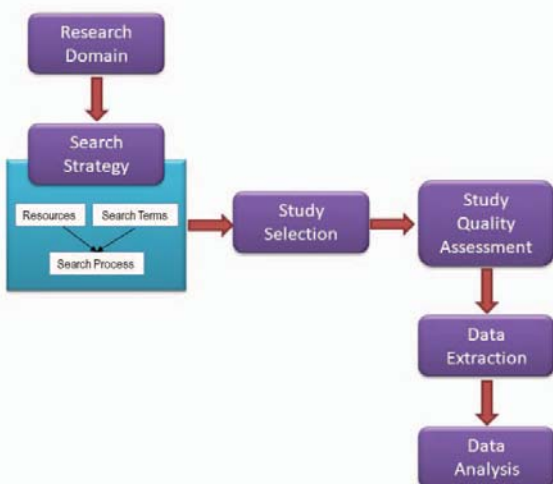 Research
Domain
Search
Strategy
Resources
Search Terms
Search Process
Study
Selection
Study
Quality
Assessment
Data
Extraction
Data
Analysis